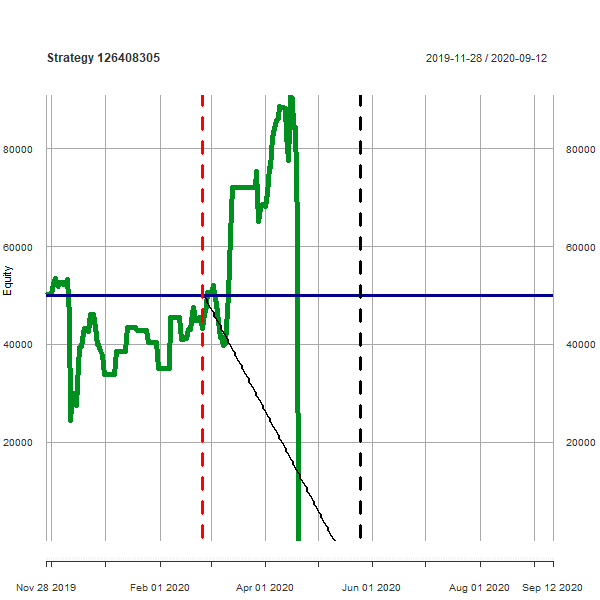 Strategy 126408305
2019-11-28 / 2020-09-12
80000
80000
60000
60000
Equity
40000
40000
20000
20000
Nov 28 2019
Feb 01 2020
Apr 01 2020
Jun 01 2020
Aug 01 2020
Sep 12 2020